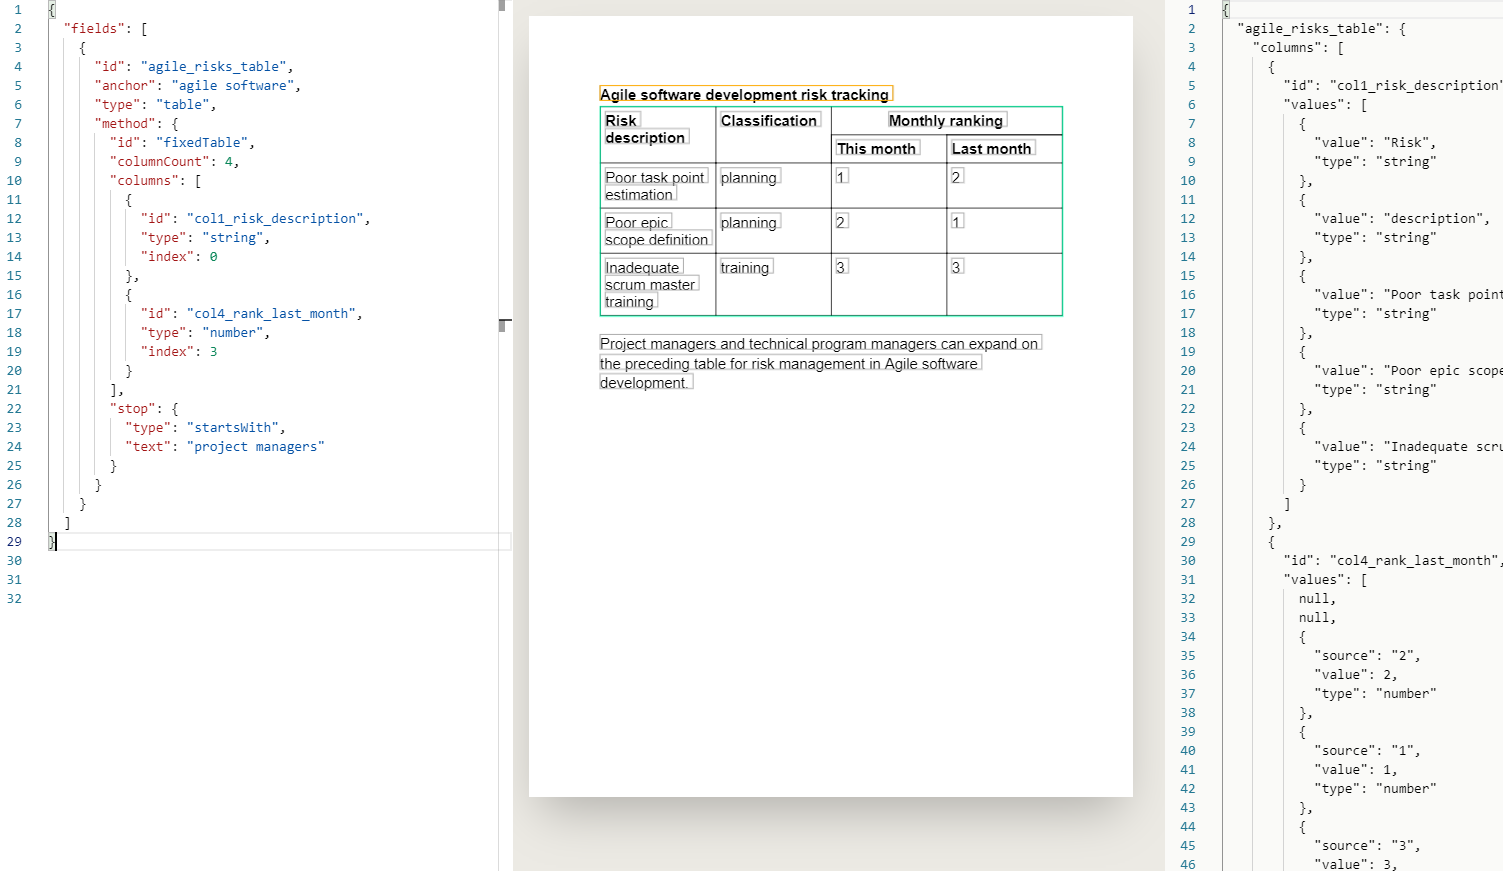 1 {
2 "fields": [
3 {
4 "id": "agile_risks_table",
5 "anchor": "agile software",
6 "type": "table",
7 "method": {
8 "id": "fixedTable",
9 "columnCount": 4,
10 "columns": [
11 {
12 "id": "col1_risk_description",
13 "type": "string",
14 "index": 0
15 },
16 {
17 "id": "col4_rank_last_month",
18 "type": "number",
19 "index": 3
20 }
21 ],
22 "stop": {
23 "type": "startsWith",
24 "text": "project managers"
25 }
26 }
27 }
28 ]
29 }
30
31
32
Agile software development risk tracking
Risk description Classification Monthly ranking
This month Last month
Poor task point estimation planning 1 2
Poor epic scope definition planning 2 1
Inadequate scrum master training training 3 3
Project managers and technical program managers can expand on
the preceding table for risk management in Agile software
development.
1 {
2 "agile_risks_table": {
3 "columns": [
4 {
5 "id": "col1_risk_description"
6 "values": [
7 {
8 "value": "Risk",
9 "type": "string"
10 },
11 {
12 "value": "description",
13 "type": "string"
14 },
15 {
16 "value": "Poor task point
17 "type": "string"
18 },
19 {
20 "value": "Poor epic scope
21 "type": "string"
22 },
23 {
24 "value": "Inadequate scru
25 "type": "string"
26 }
27 ]
28 },
29 {
30 "id": "col4_rank_last_month",
31 "values": [
32 null,
33 null,
34 {
35 "source": "2",
36 "value": 2,
37 "type": "number"
38 },
39 {
40 "source": "1",
41 "value": 1,
42 "type": "number"
43 },
44 {
45 "source": "3",
46 "value": 3,